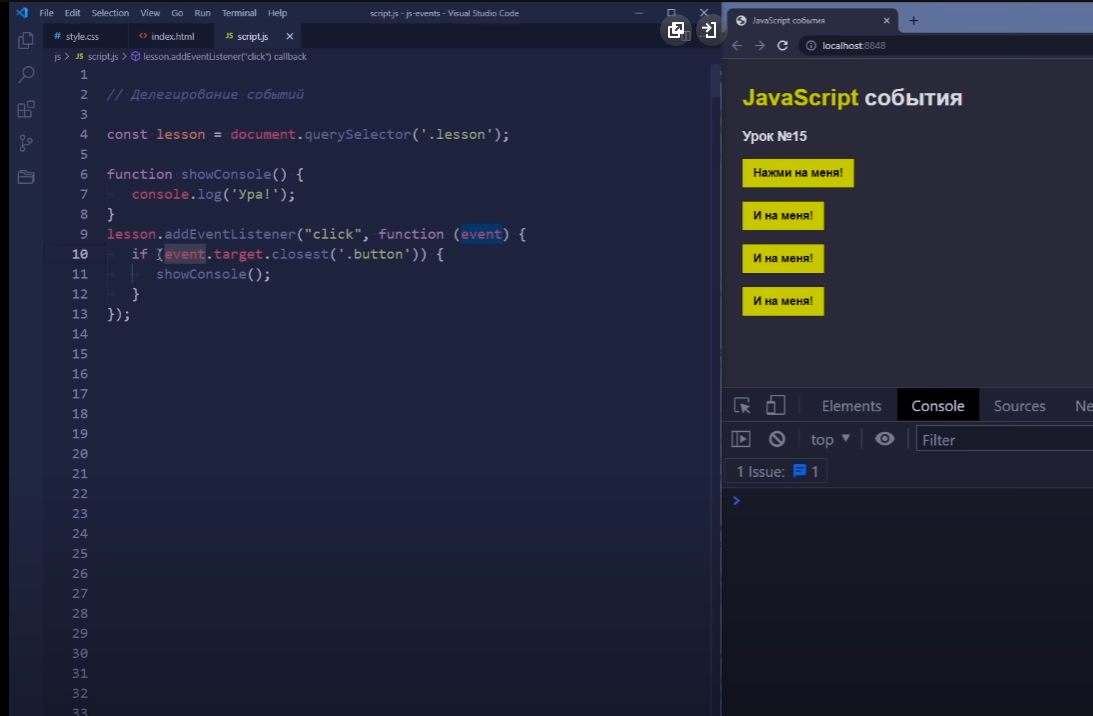 File Edit Selection View Go Run Terminal Help script.js - js-events - Visual Studio Code
# style.css <> index.html JS script.js ×
js > JS script.js > lesson.addEventListener("click") callback
1
2 // Делегирование событий
3
4 const lesson = document.querySelector('.lesson');
5
6 function showConsole() {
7 console.log('Ура!');
8 }
9 lesson.addEventListener("click", function (event) {
10 if (event.target.closest('.button')) {
11 showConsole();
12 }
13 });
14
15
16
17
18
19
20
21
22
23
24
25
26
27
28
29
30
31
32
33
JavaScript события × +
localhost:8848
JavaScript события
Урок №15
Нажми на меня!
И на меня!
И на меня!
И на меня!
Elements Console Sources Ne
top ▼ Filter
1 Issue: 1
>